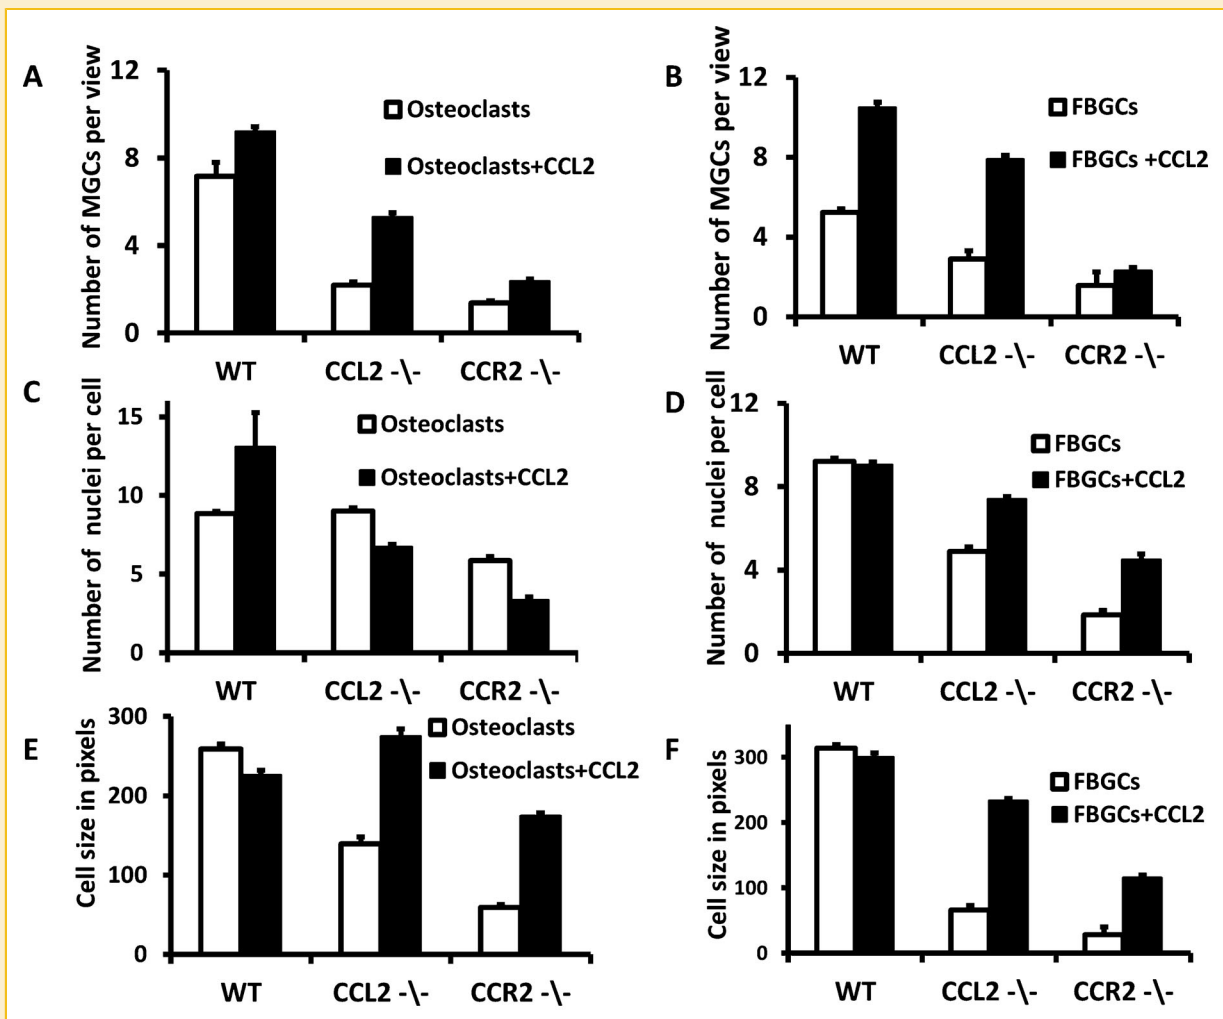 A
Number of MGCs per view
12
8
4
0
Osteoclasts
Osteoclasts+CCL2
WT
CCL2 -\-
CCR2 -\-
B
Number of MGCs per view
12
8
4
0
FBGCs
FBGCs +CCL2
WT
CCL2 -\-
CCR2 -\-
C
Number of nuclei per cell
15
10
5
0
Osteoclasts
Osteoclasts+CCL2
WT
CCL2 -\-
CCR2 -\-
D
Number of nuclei per cell
12
8
4
0
FBGCs
FBGCs+CCL2
WT
CCL2 -\-
CCR2 -\-
E
Cell size in pixels
300
200
100
0
Osteoclasts
Osteoclasts+CCL2
WT
CCL2 -\-
CCR2 -\-
F
Cell size in pixels
300
200
100
0
FBGCs
FBGCs+CCL2
WT
CCL2 -\-
CCR2 -\-